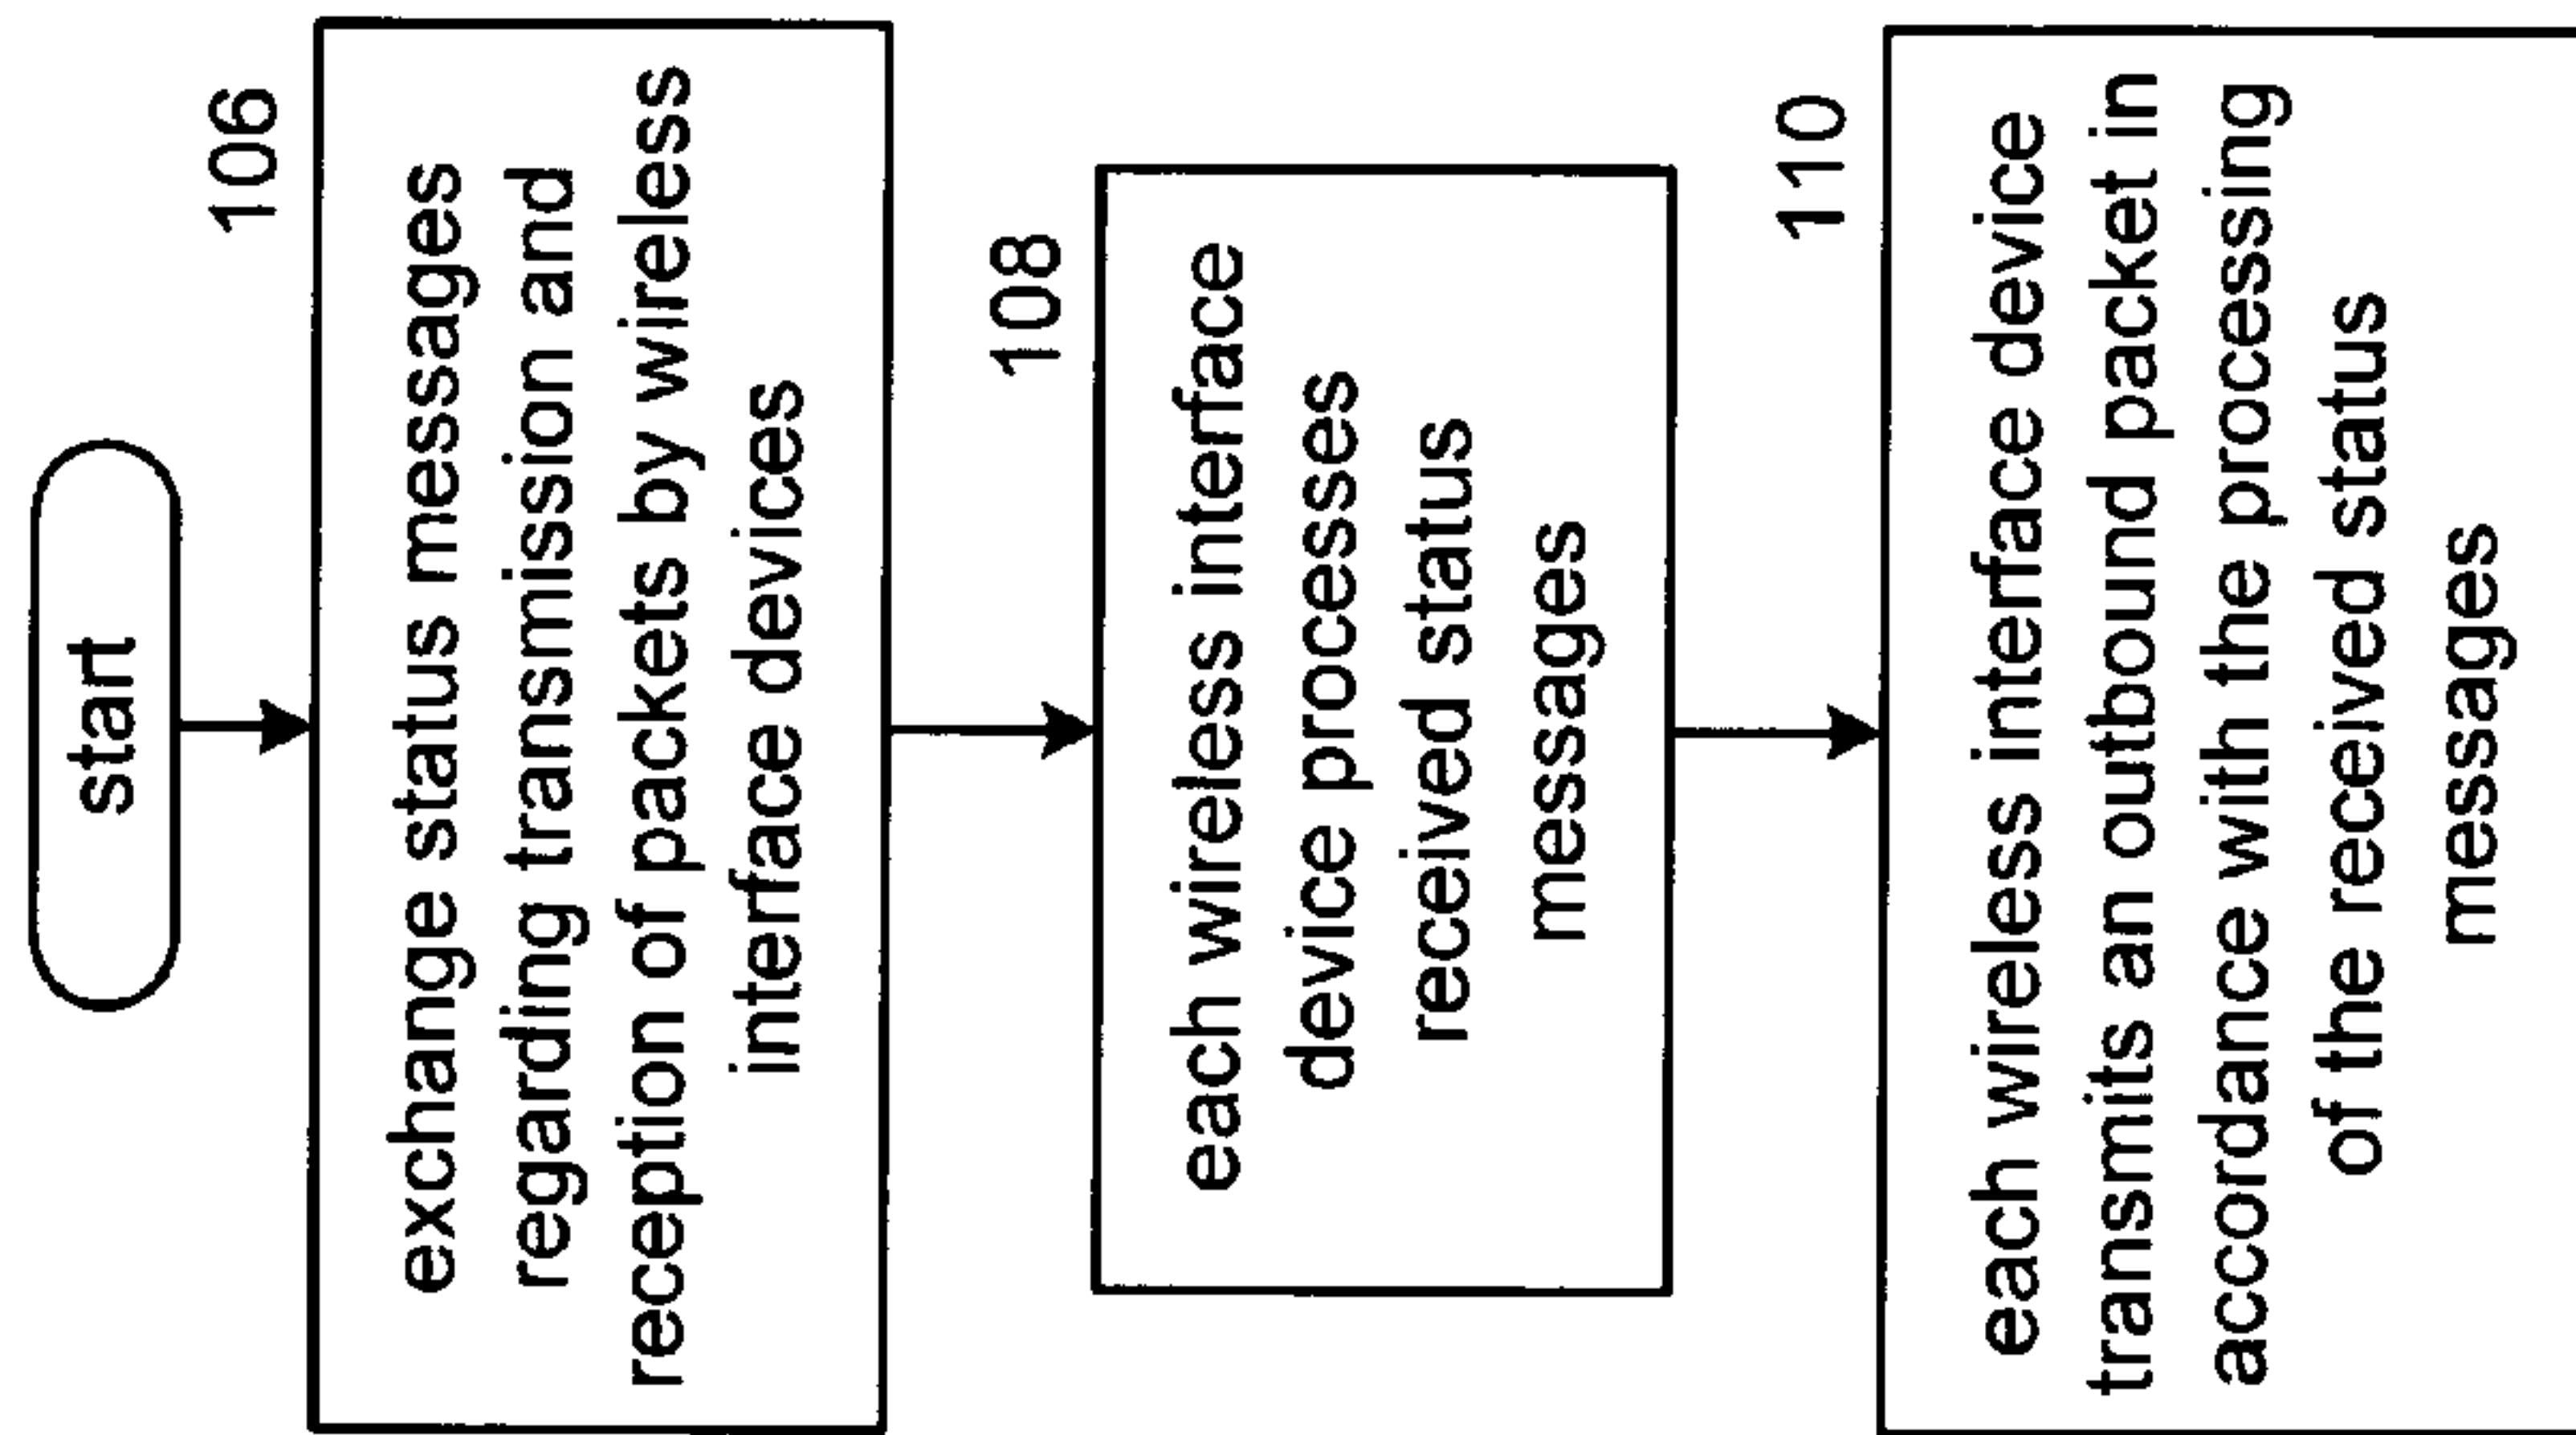 start
106
exchange status messages
regarding transmission and
reception of packets by wireless
interface devices
108
each wireless interface
device processes
received status
messages
110
each wireless interface device
transmits an outbound packet in
accordance with the processing
of the received status
messages